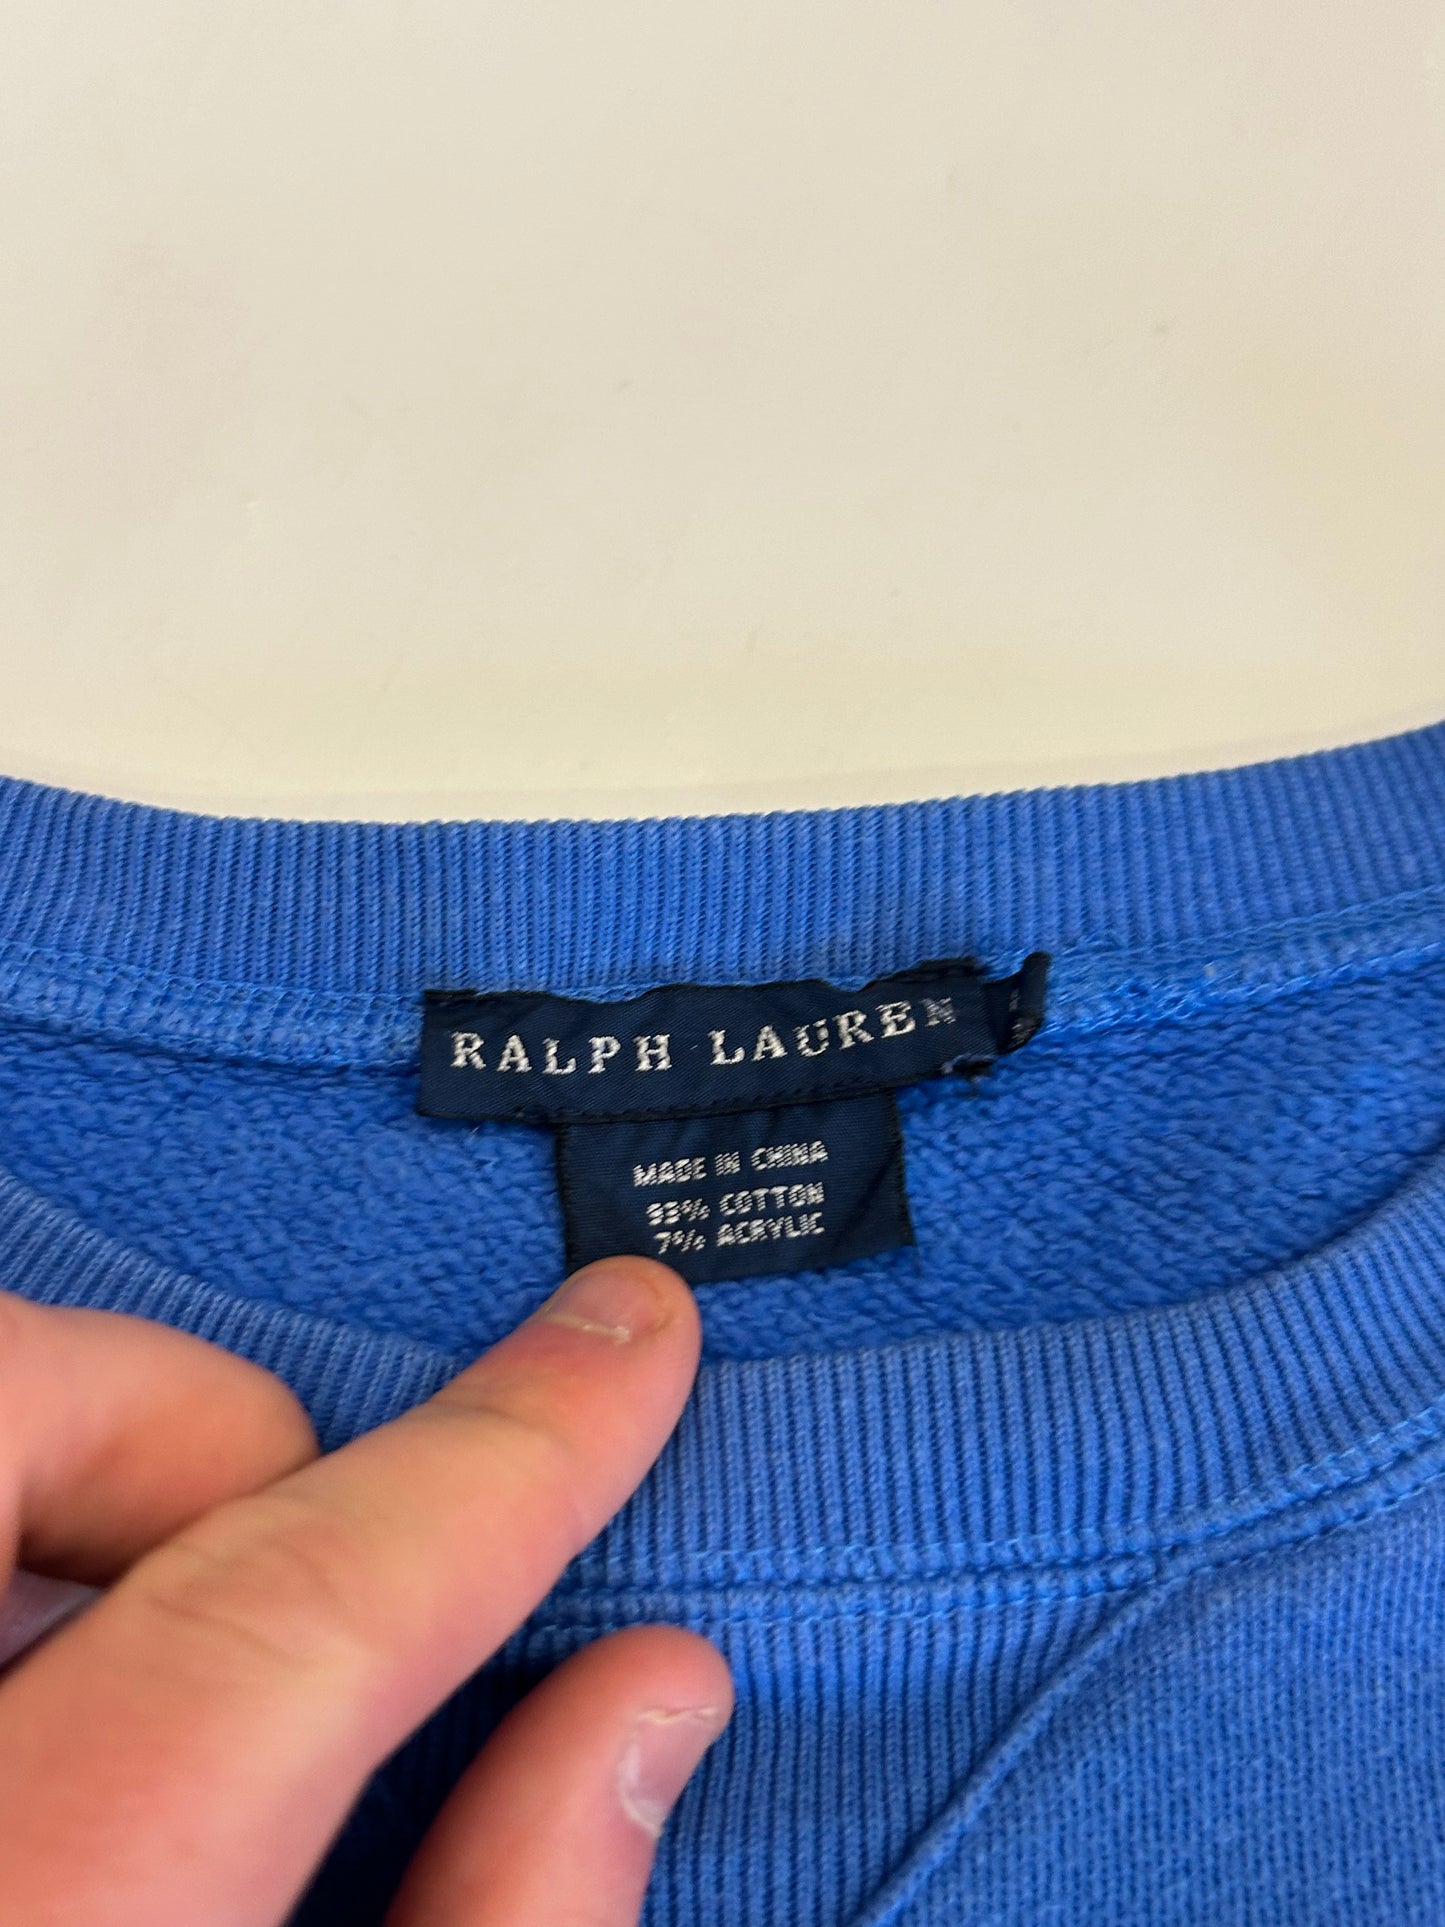 RALPH LAUREN
MADE IN CHINA
93% COTTON
7% ACRYLIC